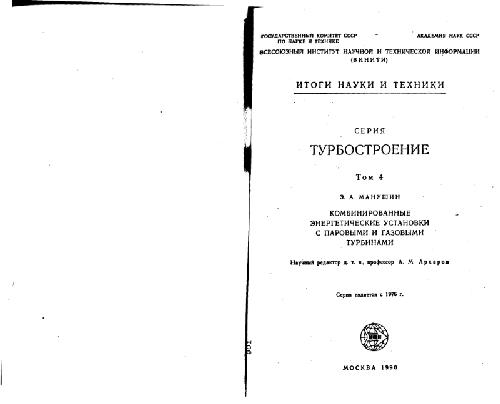 ГОСУДАРСТВЕННЫЙ КОМИТЕТ СССР
ПО НАУКЕ И ТЕХНИКЕ
АКАДЕМИЯ НАУК СССР
ВСЕСОЮЗНЫЙ ИНСТИТУТ НАУЧНОЙ И ТЕХНИЧЕСКОЙ ИНФОРМАЦИИ
(ВИНИТИ)
ИТОГИ НАУКИ И ТЕХНИКИ
СЕРИЯ
ТУРБОСТРОЕНИЕ
Том 4
Э. А. МАНУШИН
КОМБИНИРОВАННЫЕ
ЭНЕРГЕТИЧЕСКИЕ УСТАНОВКИ
С ПАРОВЫМИ И ГАЗОВЫМИ
ТУРБИНАМИ
Научный редактор д. т. н., профессор А. М. Архаров
Серия издается с 1976 г.
МОСКВА 1990